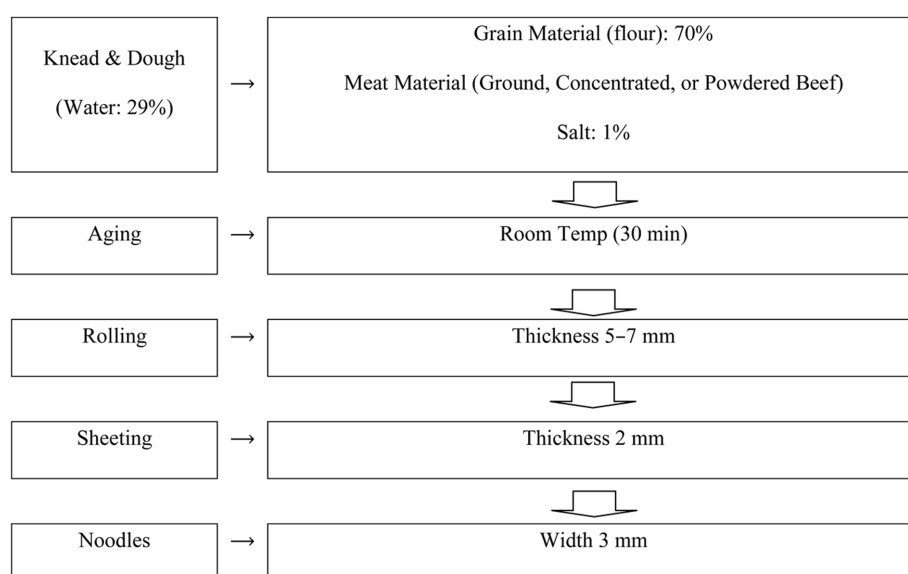 Knead & Dough
(Water: 29%)
→
Grain Material (flour): 70%
Meat Material (Ground, Concentrated, or Powdered Beef)
Salt: 1%
Aging
→
Room Temp (30 min)
Rolling
→
Thickness 5–7 mm
Sheeting
→
Thickness 2 mm
Noodles
→
Width 3 mm